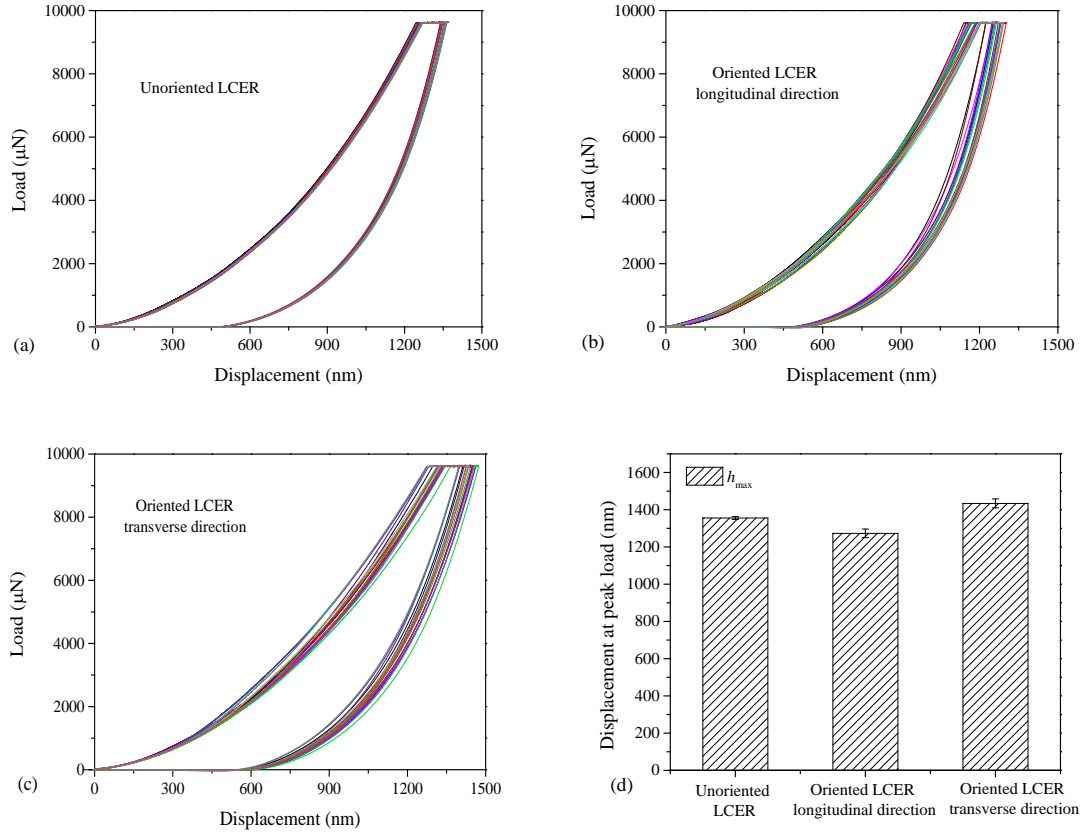 10000
8000
6000
4000
2000
0
Load (μN)
Unoriented LCER
0 300 600 900 1200 1500
(a)
Displacement (nm)
10000
8000
6000
4000
2000
0
Load (μN)
Oriented LCER
longitudinal direction
0 300 600 900 1200 1500
(b)
Displacement (nm)
10000
8000
6000
4000
2000
0
Load (μN)
Oriented LCER
transverse direction
0 300 600 900 1200 1500
(c)
Displacement (nm)
1600
1400
1200
1000
800
600
400
200
0
Displacement at peak load (nm)
hmax
(d)
Unoriented
LCER
Oriented LCER
longitudinal direction
Oriented LCER
transverse direction